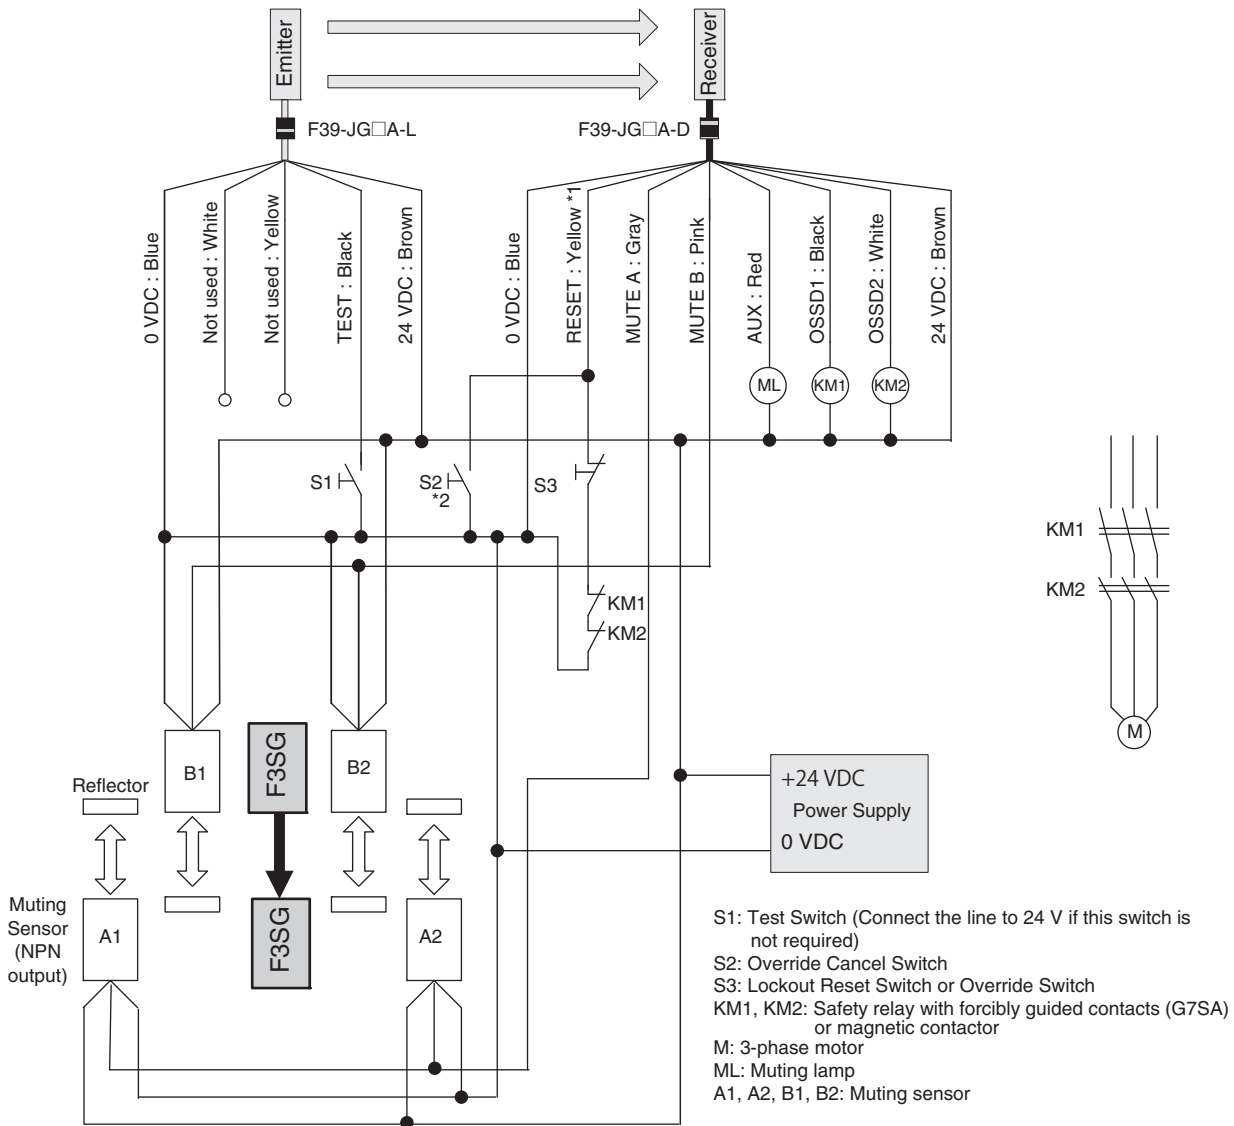 Emitter
Receiver
F39-JG□A-L
F39-JG□A-D
0 VDC : Blue
Not used : White
Not used : Yellow
TEST : Black
24 VDC : Brown
0 VDC : Blue
RESET : Yellow *1
MUTE A : Gray
MUTE B : Pink
AUX : Red
OSSD1 : Black
OSSD2 : White
24 VDC : Brown
ML
KM1
KM2
S1
S2
*2
S3
KM1
KM2
KM1
KM2
M
B1
F3SG
B2
Reflector
Muting
Sensor
(NPN
output)
A1
F3SG
A2
+24 VDC
Power Supply
0 VDC
S1: Test Switch (Connect the line to 24 V if this switch is
not required)
S2: Override Cancel Switch
S3: Lockout Reset Switch or Override Switch
KM1, KM2: Safety relay with forcibly guided contacts (G7SA)
or magnetic contactor
M: 3-phase motor
ML: Muting lamp
A1, A2, B1, B2: Muting sensor